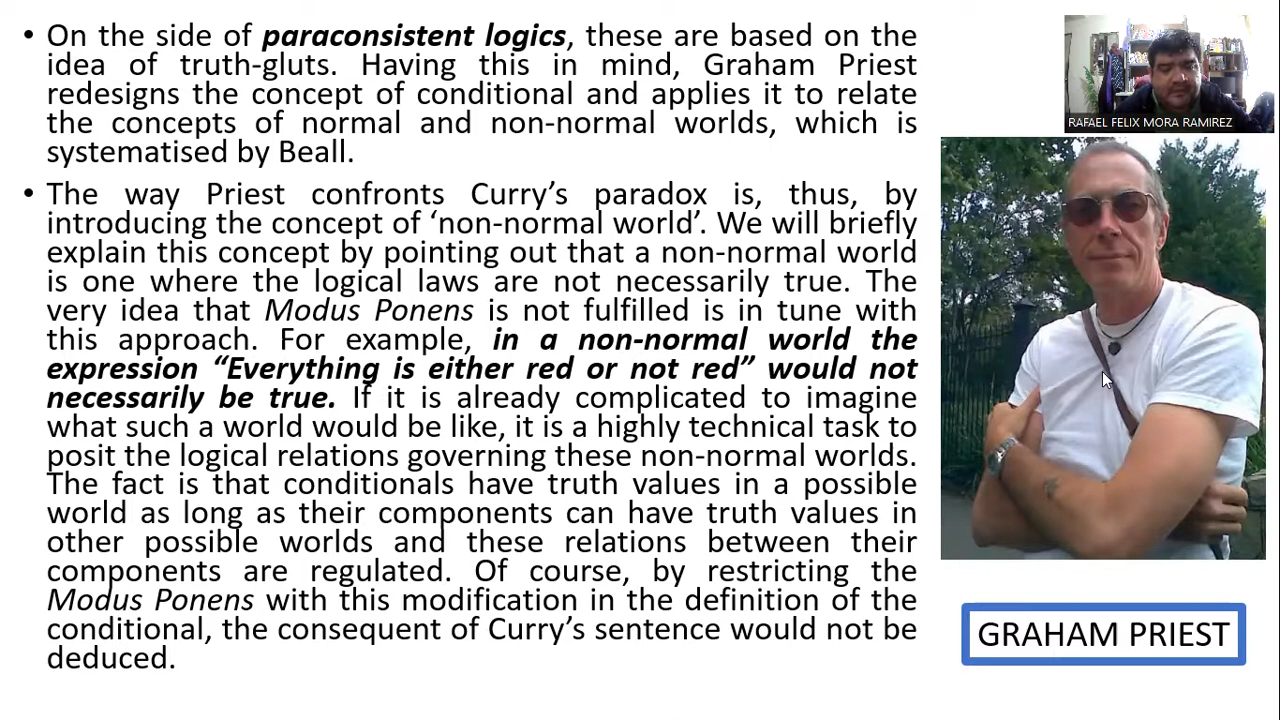 • On the side of paraconsistent logics, these are based on the
idea of truth-gluts. Having this in mind, Graham Priest
redesigns the concept of conditional and applies it to relate
the concepts of normal and non-normal worlds, which is
systematised by Beall.
• The way Priest confronts Curry’s paradox is, thus, by
introducing the concept of ‘non-normal world’. We will briefly
explain this concept by pointing out that a non-normal world
is one where the logical laws are not necessarily true. The
very idea that Modus Ponens is not fulfilled is in tune with
this approach. For example, in a non-normal world the
expression “Everything is either red or not red” would not
necessarily be true. If it is already complicated to imagine
what such a world would be like, it is a highly technical task to
posit the logical relations governing these non-normal worlds.
The fact is that conditionals have truth values in a possible
world as long as their components can have truth values in
other possible worlds and these relations between their
components are regulated. Of course, by restricting the
Modus Ponens with this modification in the definition of the
conditional, the consequent of Curry’s sentence would not be
deduced.
RAFAEL FELIX MORA RAMIREZ
GRAHAM PRIEST